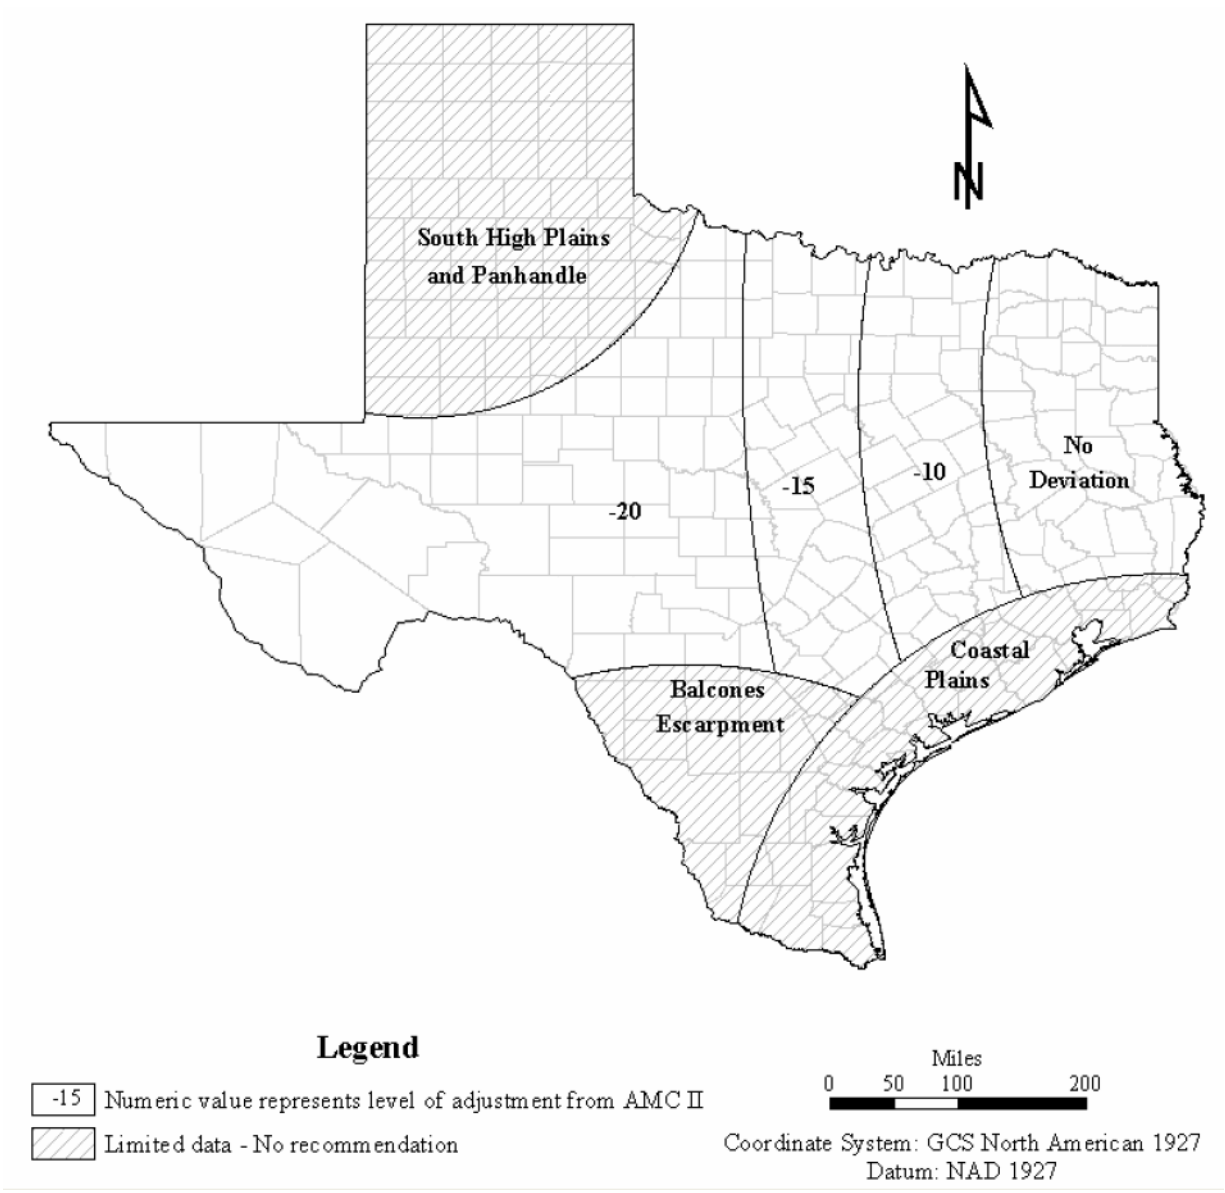 N
South High Plains
and Panhandle
No
Deviation
-10
-15
-20
Coastal
Plains
Balcones
Escarpment
Legend
-15 Numeric value represents level of adjustment from AMC II
Limited data - No recommendation
Miles
0 50 100 200
Coordinate System: GCS North American 1927
Datum: NAD 1927